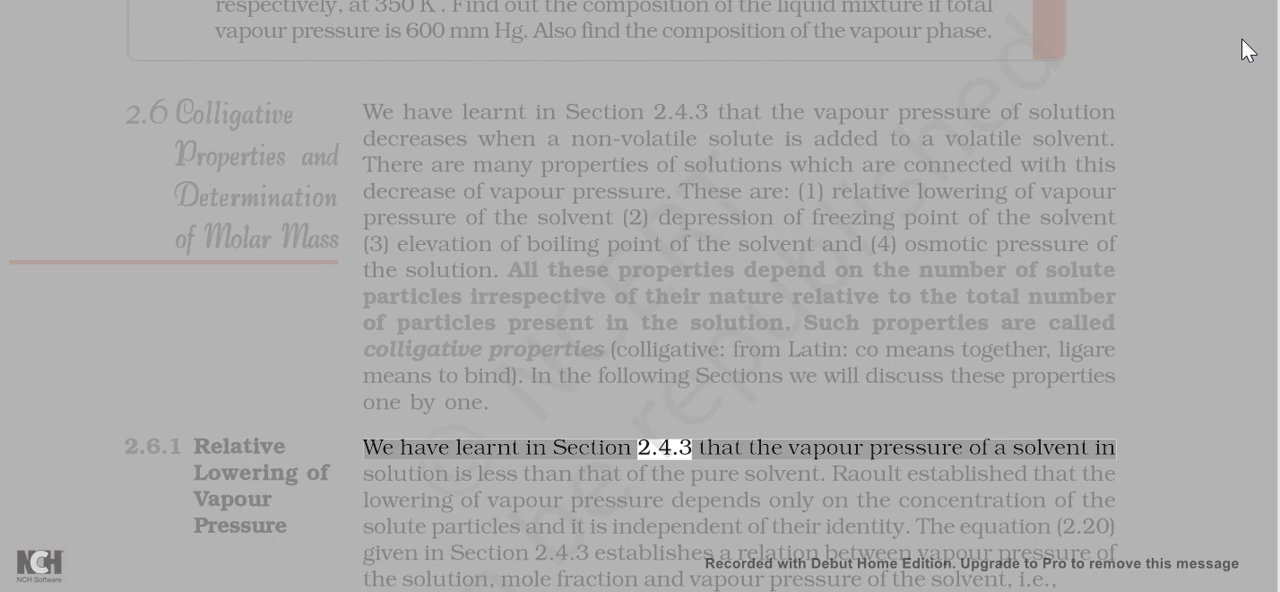 respectively, at 350 K . Find out the composition of the liquid mixture if total
vapour pressure is 600 mm Hg. Also find the composition of the vapour phase.
2.6 Colligative
Properties and
Determination
of Molar Mass
We have learnt in Section 2.4.3 that the vapour pressure of solution
decreases when a non-volatile solute is added to a volatile solvent.
There are many properties of solutions which are connected with this
decrease of vapour pressure. These are: (1) relative lowering of vapour
pressure of the solvent (2) depression of freezing point of the solvent
(3) elevation of boiling point of the solvent and (4) osmotic pressure of
the solution. All these properties depend on the number of solute
particles irrespective of their nature relative to the total number
of particles present in the solution. Such properties are called
colligative properties (colligative: from Latin: co means together, ligare
means to bind). In the following Sections we will discuss these properties
one by one.
2.6.1 Relative
Lowering of
Vapour
Pressure
We have learnt in Section 2.4.3 that the vapour pressure of a solvent in
solution is less than that of the pure solvent. Raoult established that the
lowering of vapour pressure depends only on the concentration of the
solute particles and it is independent of their identity. The equation (2.20)
given in Section 2.4.3 establishes a relation between vapour pressure of
the solution, mole fraction and vapour pressure of the solvent, i.e.,
© NCERT
be republished
NCH
NCH Software
Recorded with Debut Home Edition. Upgrade to Pro to remove this message